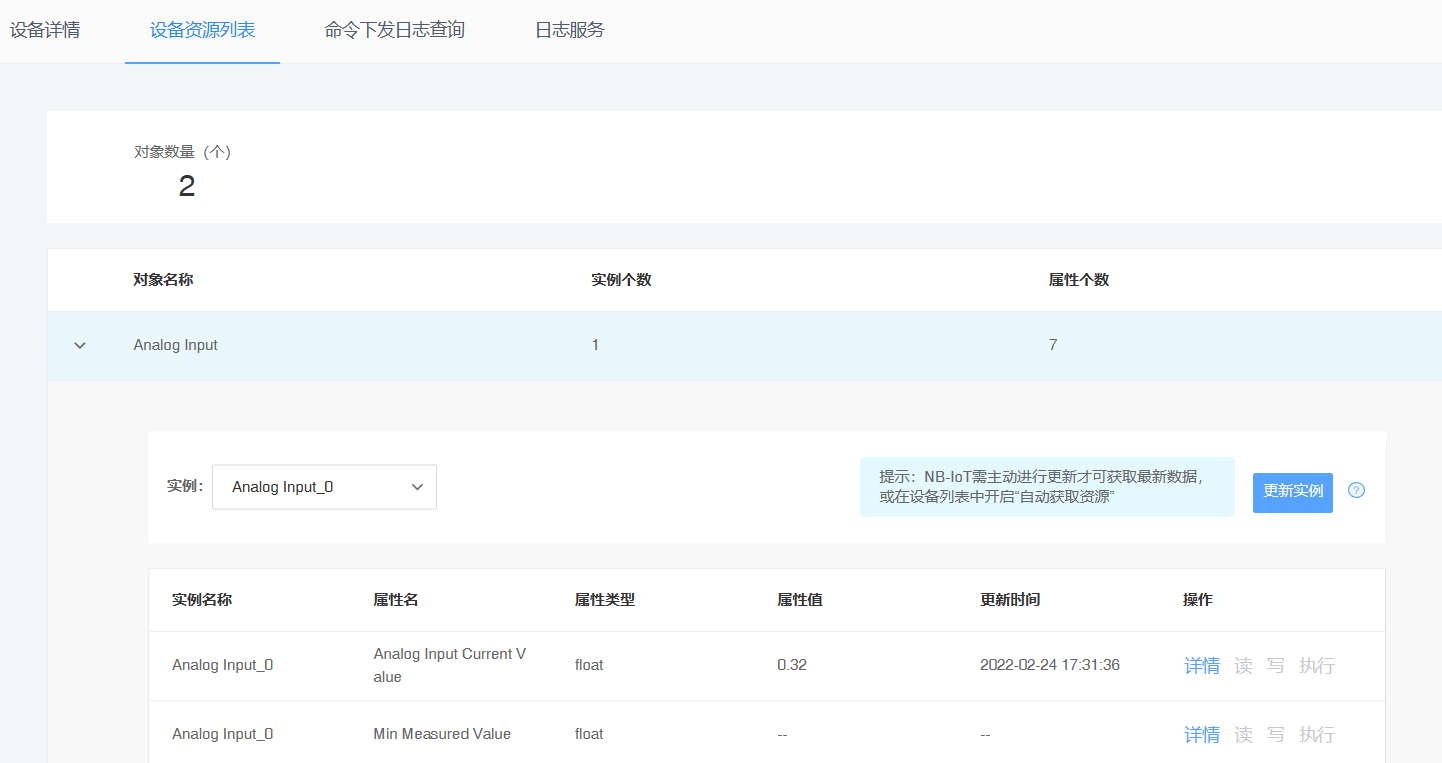 设备详情 设备资源列表 命令下发日志查询 日志服务
对象数量（个）
2
对象名称 实例个数 属性个数
Analog Input 1 7
实例： Analog Input_0
提示：NB-IoT需主动进行更新才可获取最新数据，
或在设备列表中开启“自动获取资源”
更新实例 ?
实例名称 属性名 属性类型 属性值 更新时间 操作
Analog Input_0 Analog Input Current V
alue float 0.32 2022-02-24 17:31:36 详情 读 写 执行
Analog Input_0 Min Measured Value float -- -- 详情 读 写 执行